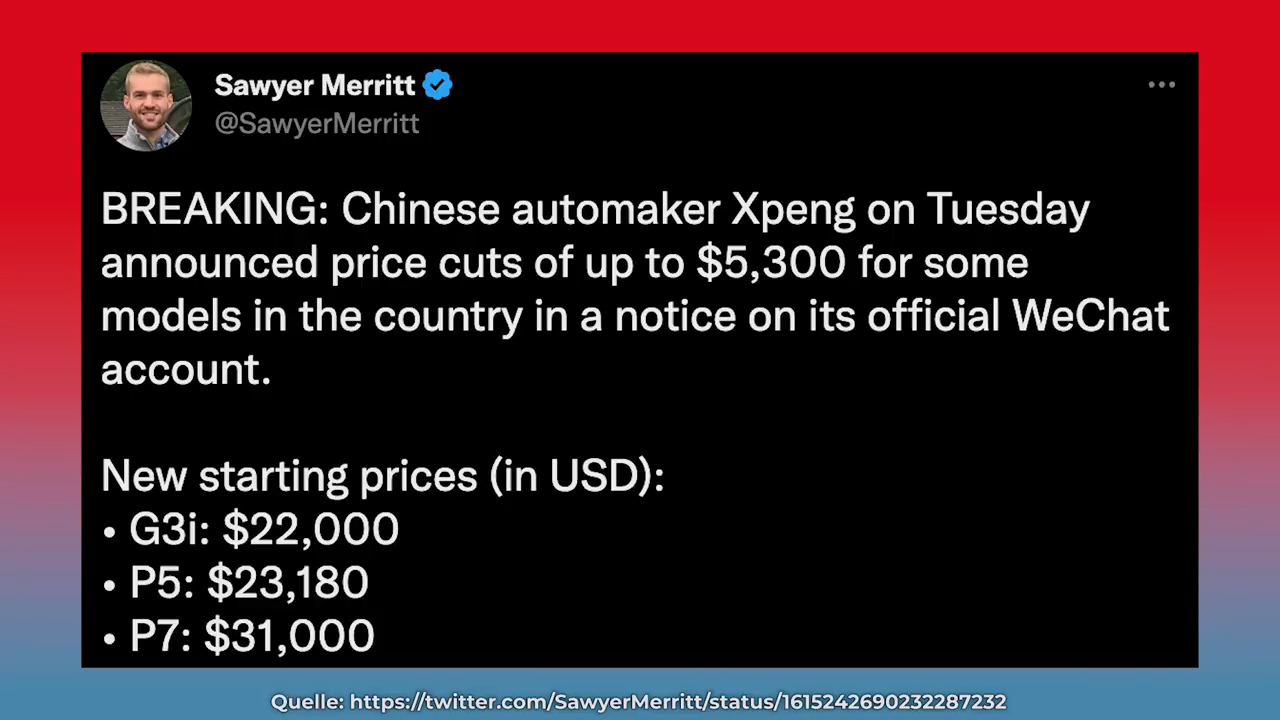 Sawyer Merritt
@SawyerMerritt
BREAKING: Chinese automaker Xpeng on Tuesday
announced price cuts of up to $5,300 for some
models in the country in a notice on its official WeChat
account.
New starting prices (in USD):
• G3i: $22,000
• P5: $23,180
• P7: $31,000
Quelle: https://twitter.com/SawyerMerritt/status/1615242690232287232